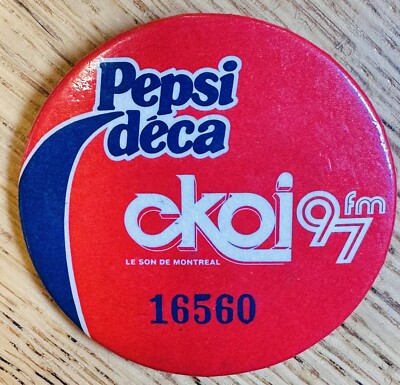 Pepsi
déca
CKOI 97 fm
LE SON DE MONTREAL
16560